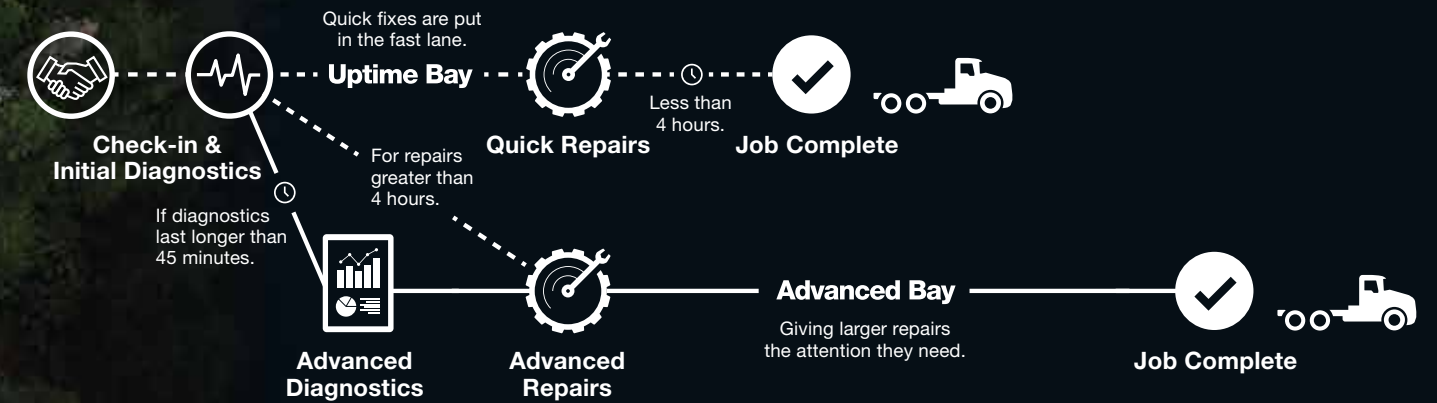 Quick fixes are put
in the fast lane.
Uptime Bay
Less than
4 hours.
Check-in &
Initial Diagnostics
Quick Repairs
Job Complete
For repairs
greater than
4 hours.
If diagnostics
last longer than
45 minutes.
Advanced Bay
Giving larger repairs
the attention they need.
Advanced
Diagnostics
Advanced
Repairs
Job Complete